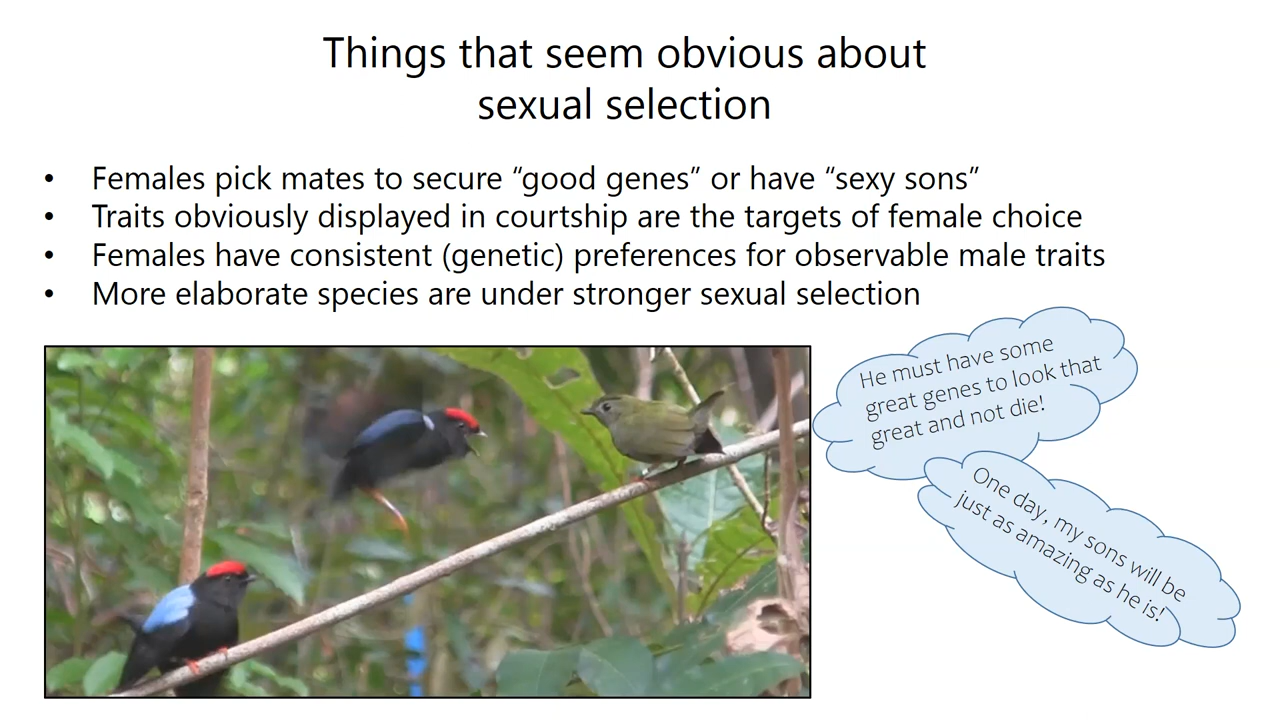 Things that seem obvious about
sexual selection
• Females pick mates to secure “good genes” or have “sexy sons”
• Traits obviously displayed in courtship are the targets of female choice
• Females have consistent (genetic) preferences for observable male traits
• More elaborate species are under stronger sexual selection
He must have some
great genes to look that
great and not die!
One day, my sons will be
just as amazing as he is!